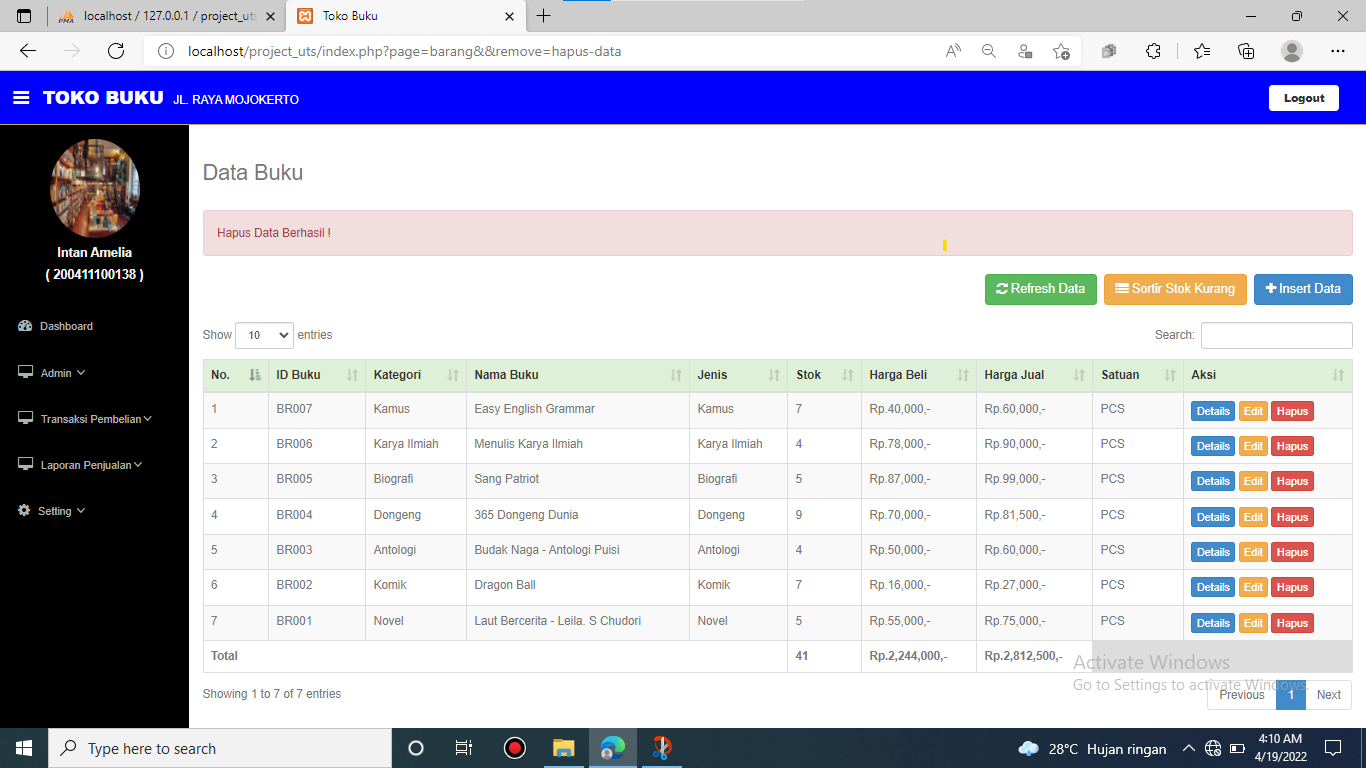 localhost / 127.0.0.1 / project_uts
Toko Buku
localhost/project_uts/index.php?page=barang&&remove=hapus-data
TOKO BUKU JL. RAYA MOJOKERTO
Logout
Intan Amelia
( 200411100138 )
Dashboard
Admin
Transaksi Pembelian
Laporan Penjualan
Setting
Data Buku
Hapus Data Berhasil !
Refresh Data Sortir Stok Kurang Insert Data
Show 10 entries Search:
No. ID Buku Kategori Nama Buku Jenis Stok Harga Beli Harga Jual Satuan Aksi
1 BR007 Kamus Easy English Grammar Kamus 7 Rp.40,000,- Rp.60,000,- PCS Details Edit Hapus
2 BR006 Karya Ilmiah Menulis Karya Ilmiah Karya Ilmiah 4 Rp.78,000,- Rp.90,000,- PCS Details Edit Hapus
3 BR005 Biografi Sang Patriot Biografi 5 Rp.87,000,- Rp.99,000,- PCS Details Edit Hapus
4 BR004 Dongeng 365 Dongeng Dunia Dongeng 9 Rp.70,000,- Rp.81,500,- PCS Details Edit Hapus
5 BR003 Antologi Budak Naga - Antologi Puisi Antologi 4 Rp.50,000,- Rp.60,000,- PCS Details Edit Hapus
6 BR002 Komik Dragon Ball Komik 7 Rp.16,000,- Rp.27,000,- PCS Details Edit Hapus
7 BR001 Novel Laut Bercerita - Leila. S Chudori Novel 5 Rp.55,000,- Rp.75,000,- PCS Details Edit Hapus
Total 41 Rp.2,244,000,- Rp.2,812,500,-
Showing 1 to 7 of 7 entries
Previous 1 Next
Activate Windows
Go to Settings to activate Windows.
Type here to search
28°C Hujan ringan
4:10 AM
4/19/2022